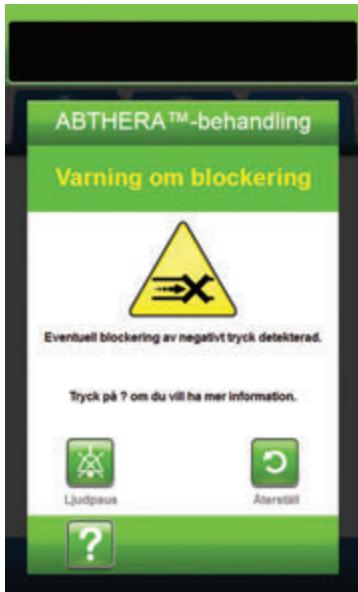 ABTHERA™-behandling
Varning om blockering
Eventuell blockering av negativt tryck detekterad.
Tryck på ? om du vill ha mer information.
Ljudpaus
Återställ
?